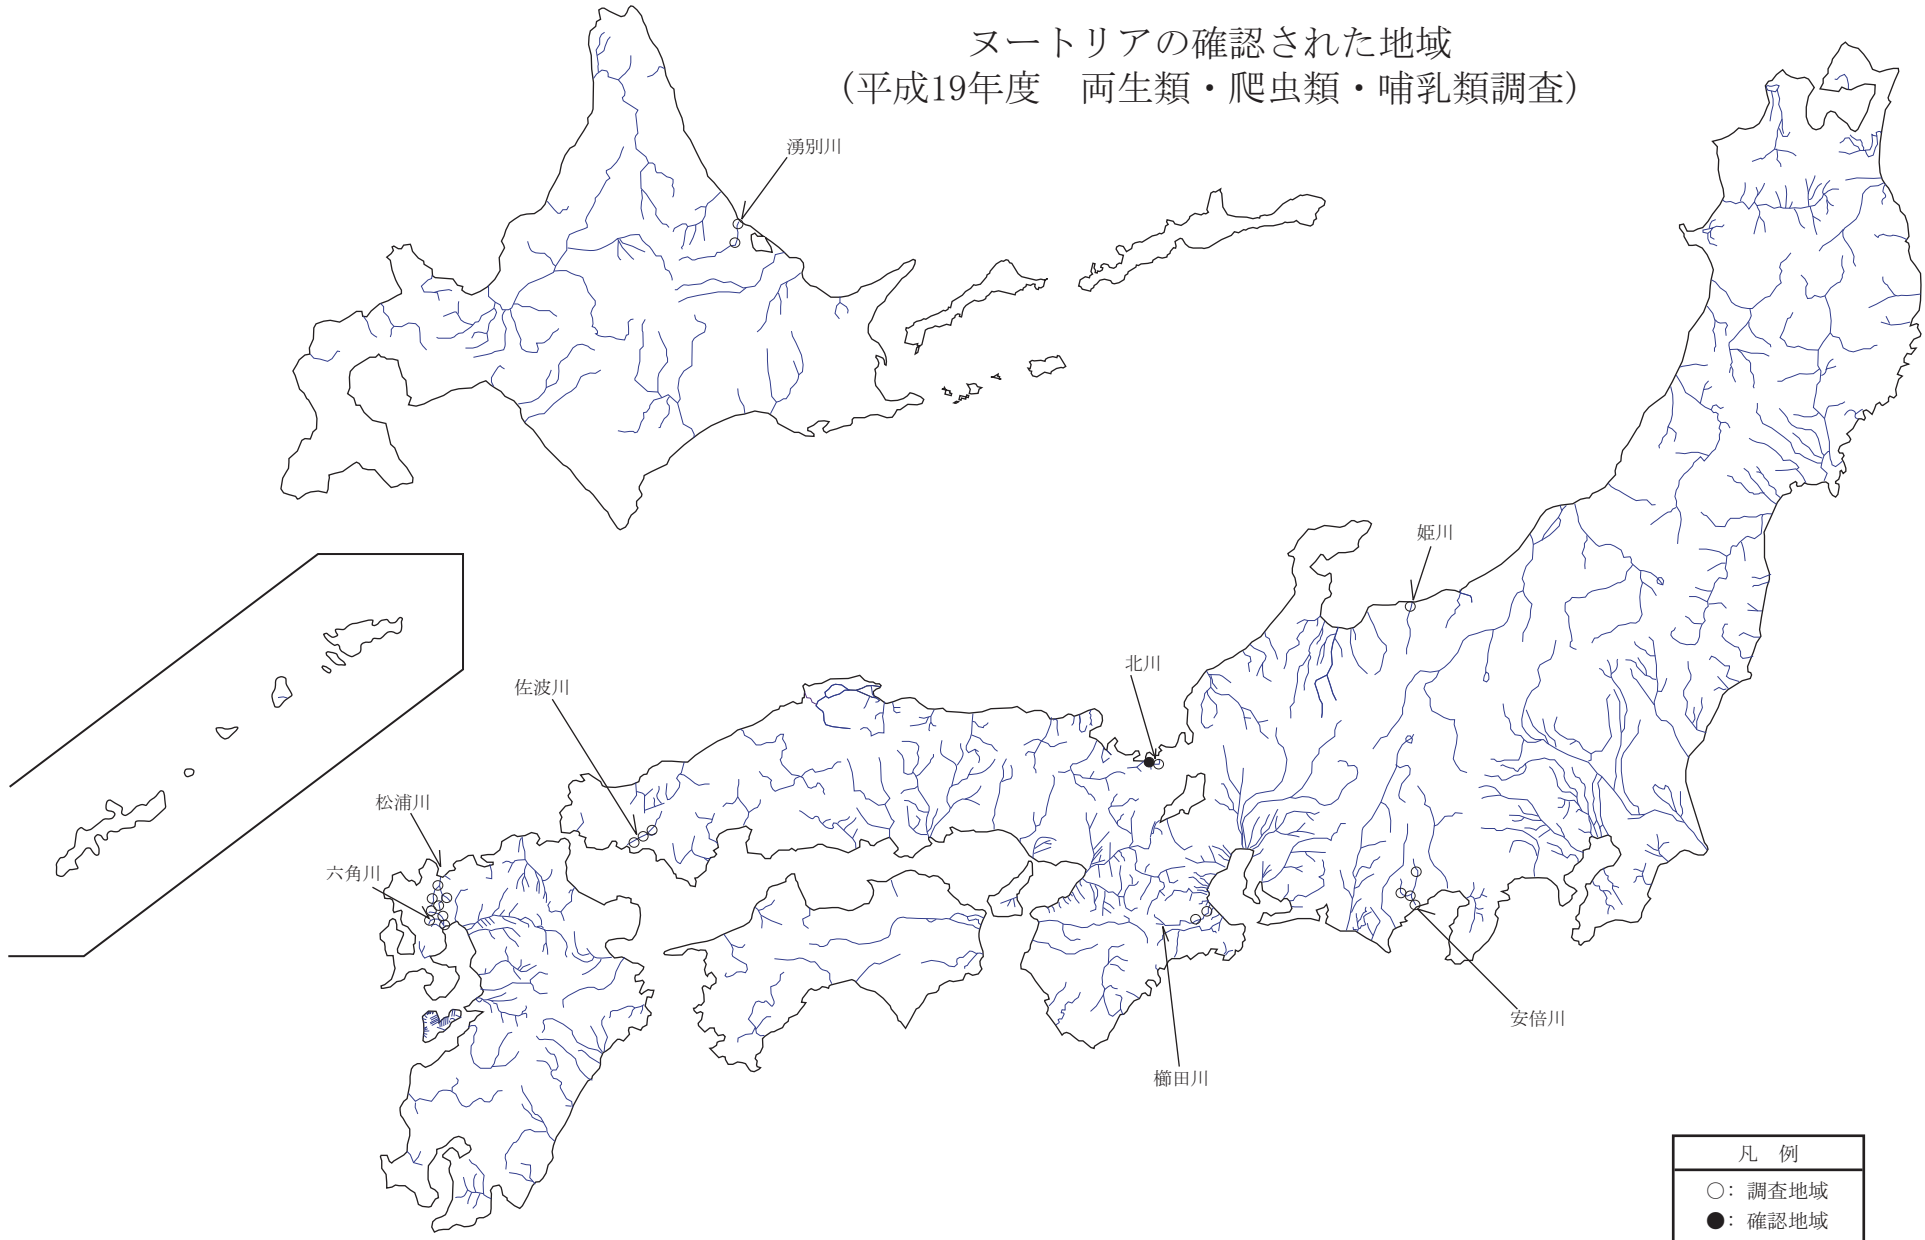 ヌートリアの確認された地域
(平成19年度　両生類・爬虫類・哺乳類調査)
湧別川
姫川
北川
佐波川
松浦川
六角川
安倍川
櫛田川
凡　例
○：調査地域
●：確認地域